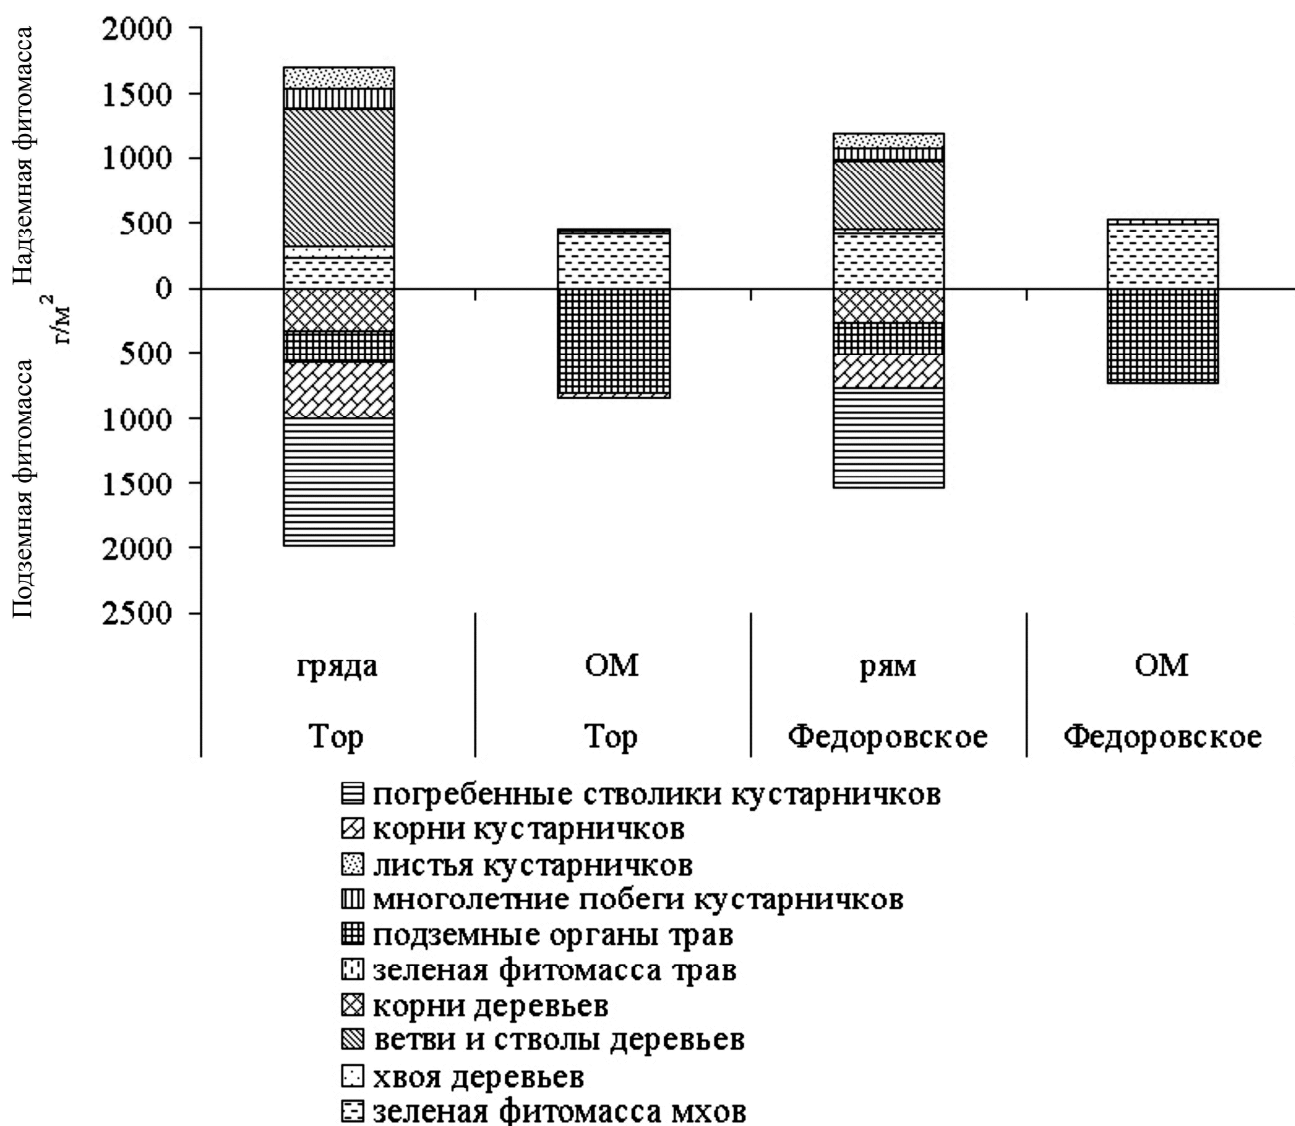 Надземная фитомасса
Подземная фитомасса
г/м²
2000
1500
1000
500
0
500
1000
1500
2000
2500
гряда ОМ рям ОМ
Тор Тор Федоровское Федоровское
погребенные стволики кустарничков
корни кустарничков
листья кустарничков
многолетние побеги кустарничков
подземные органы трав
зеленая фитомасса трав
корни деревьев
ветви и стволы деревьев
хвоя деревьев
зеленая фитомасса мхов